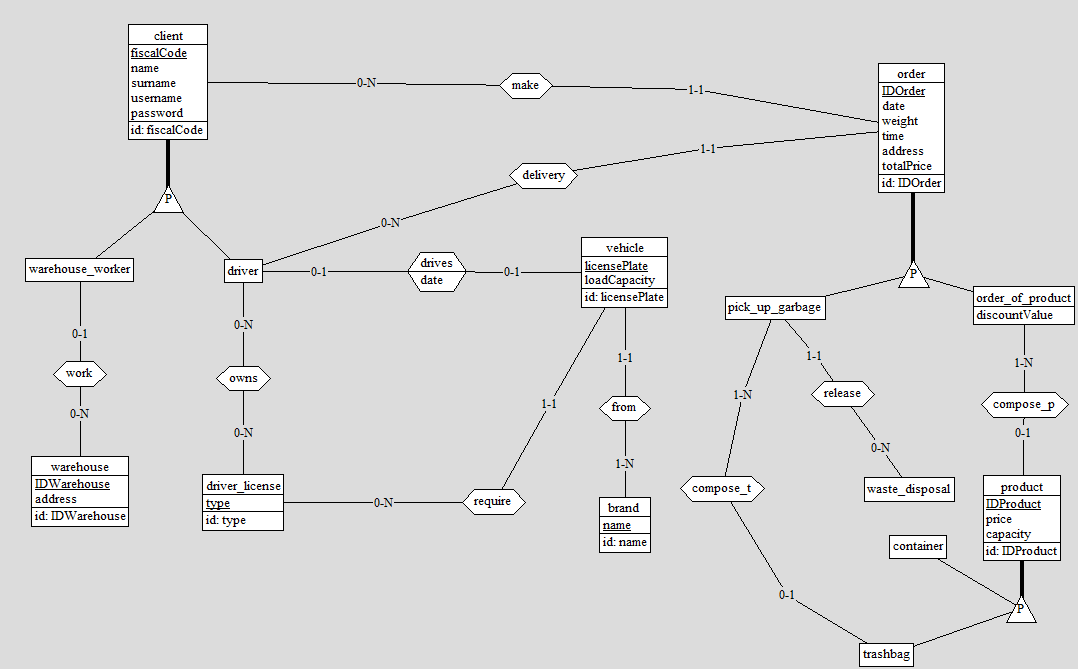 client
fiscalCode
name
surname
username
password
id: fiscalCode
0-N
make
1-1
order
IDOrder
date
weight
time
address
totalPrice
id: IDOrder
1-1
delivery
0-N
P
warehouse_worker
driver
0-1
drives
date
0-1
vehicle
licensePlate
loadCapacity
id: licensePlate
P
pick_up_garbage
order_of_product
discountValue
0-1
work
0-N
warehouse
IDWarehouse
address
id: IDWarehouse
0-N
owns
0-N
driver_license
type
id: type
0-N
require
1-1
1-1
from
1-N
brand
name
id: name
1-N
compose_t
0-1
1-1
release
0-N
waste_disposal
1-N
compose_p
0-1
product
IDProduct
price
capacity
id: IDProduct
container
P
trashbag